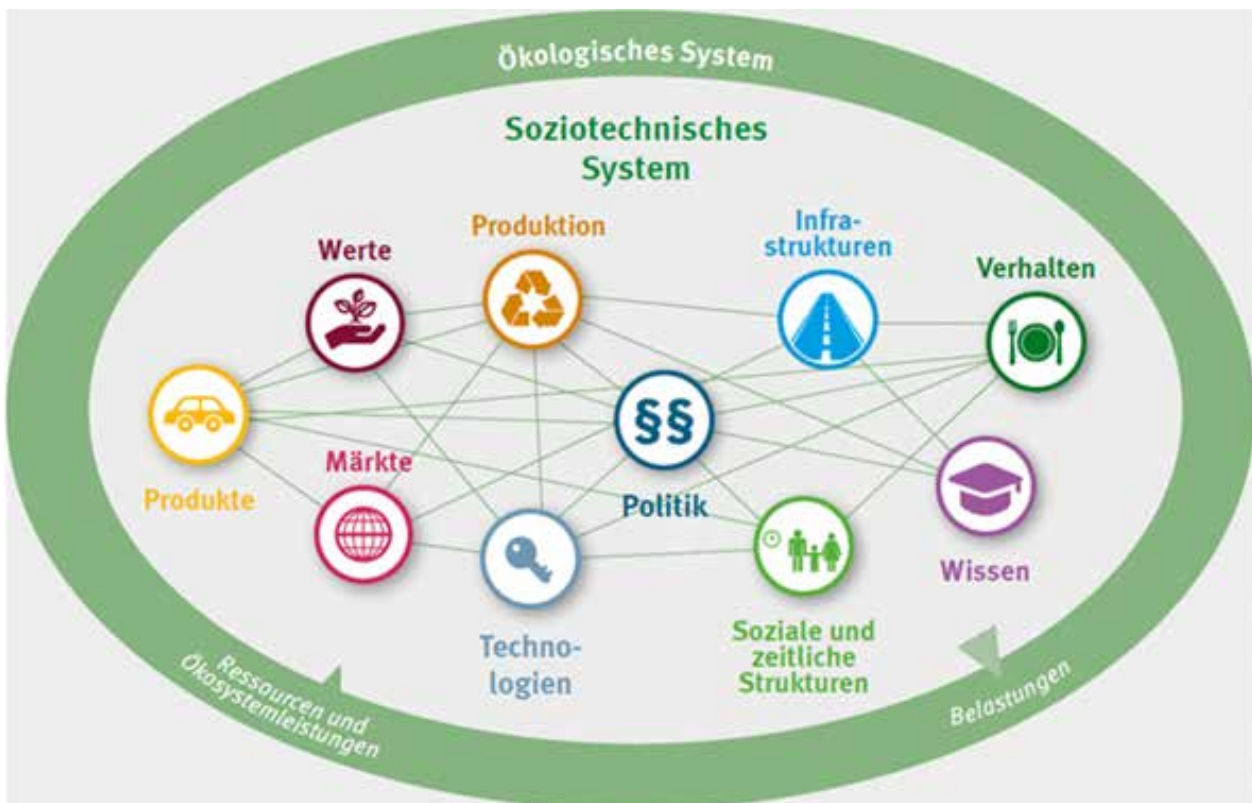 Ökologisches System
Soziotechnisches
System
Werte
Produktion
Infra-
strukturen
Verhalten
Produkte
Märkte
§§
Politik
Techno-
logien
Soziale und
zeitliche
Strukturen
Wissen
Ressourcen und
Ökosystemleistungen
Belastungen